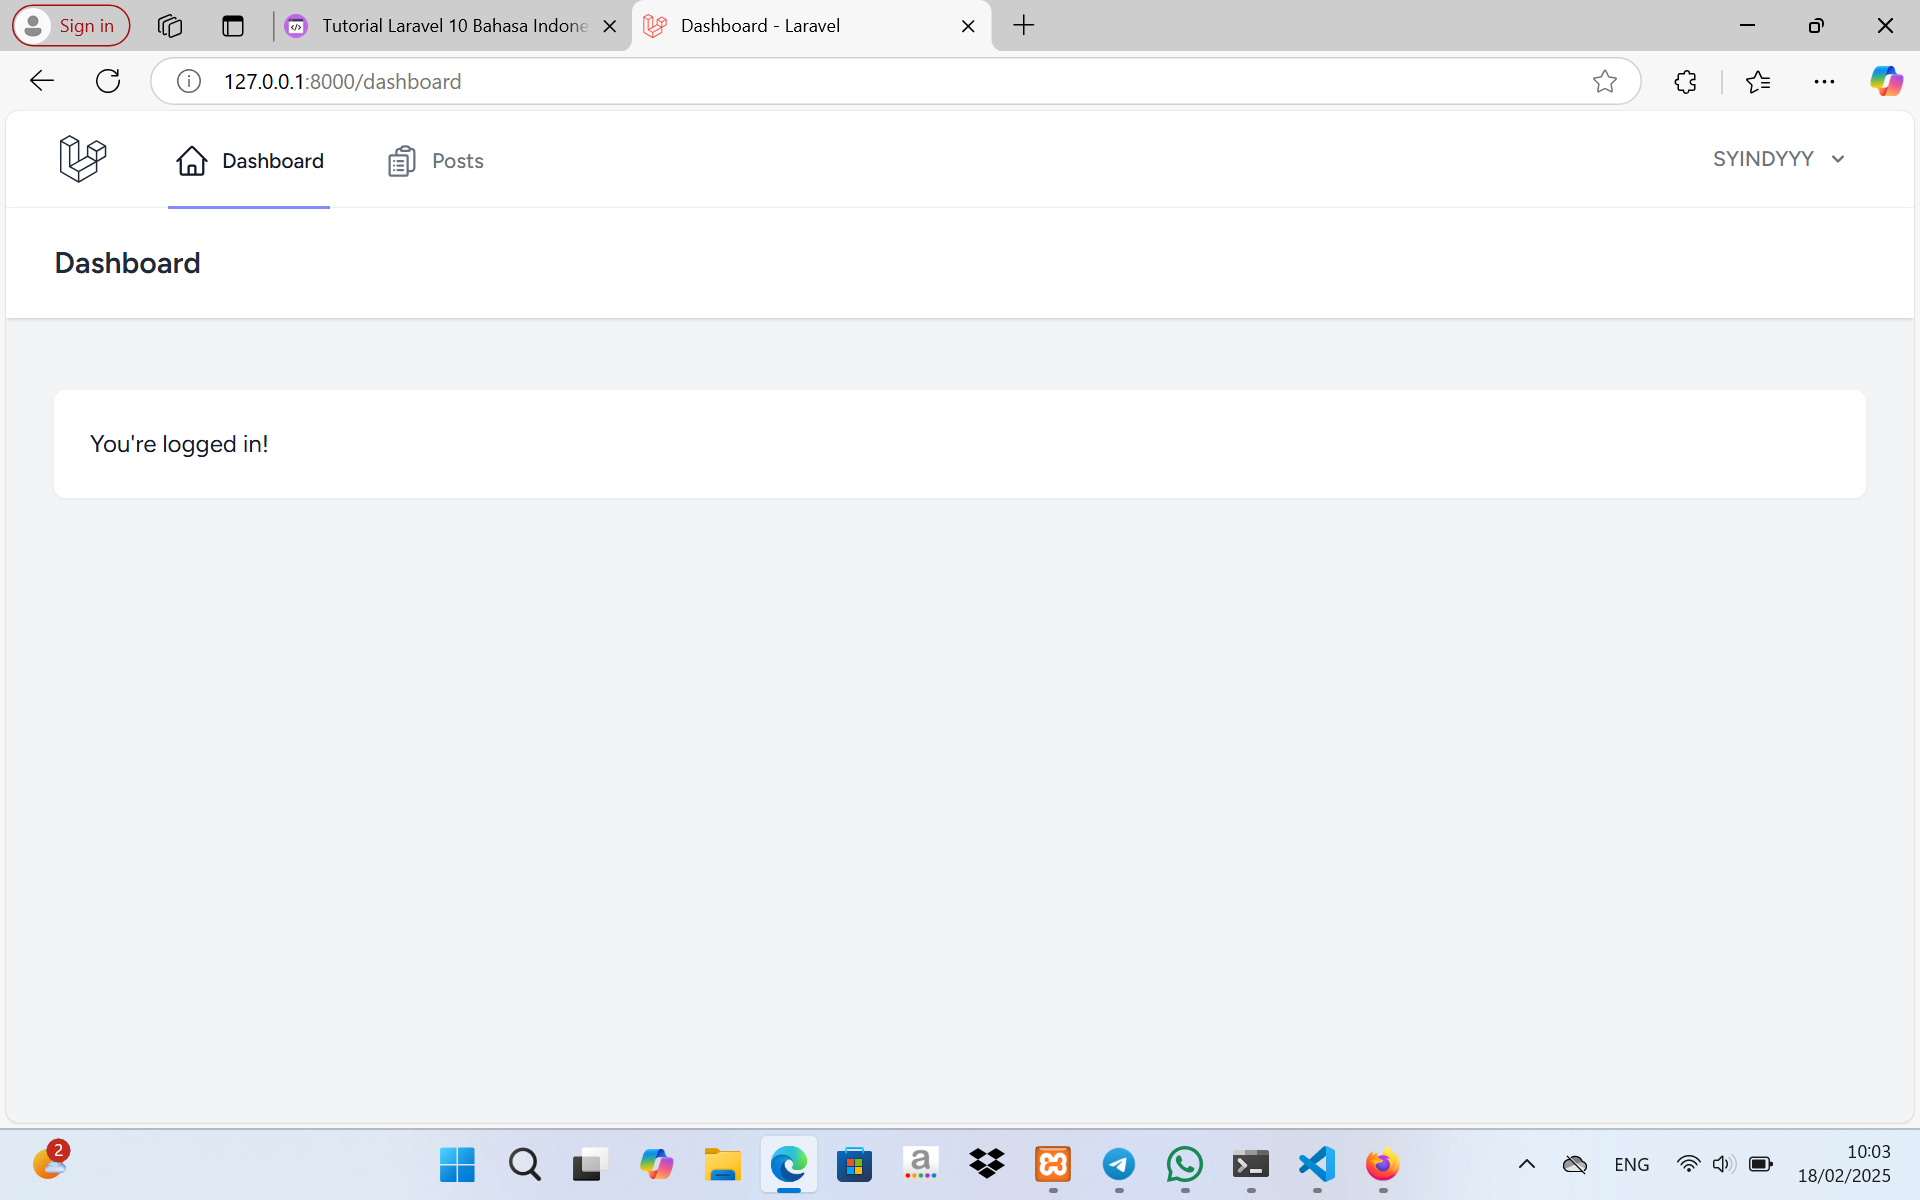 Sign in
Tutorial Laravel 10 Bahasa Indone
Dashboard - Laravel
127.0.0.1:8000/dashboard
Dashboard
Posts
SYINDYYY
Dashboard
You're logged in!
2
a
ENG
10:03
18/02/2025